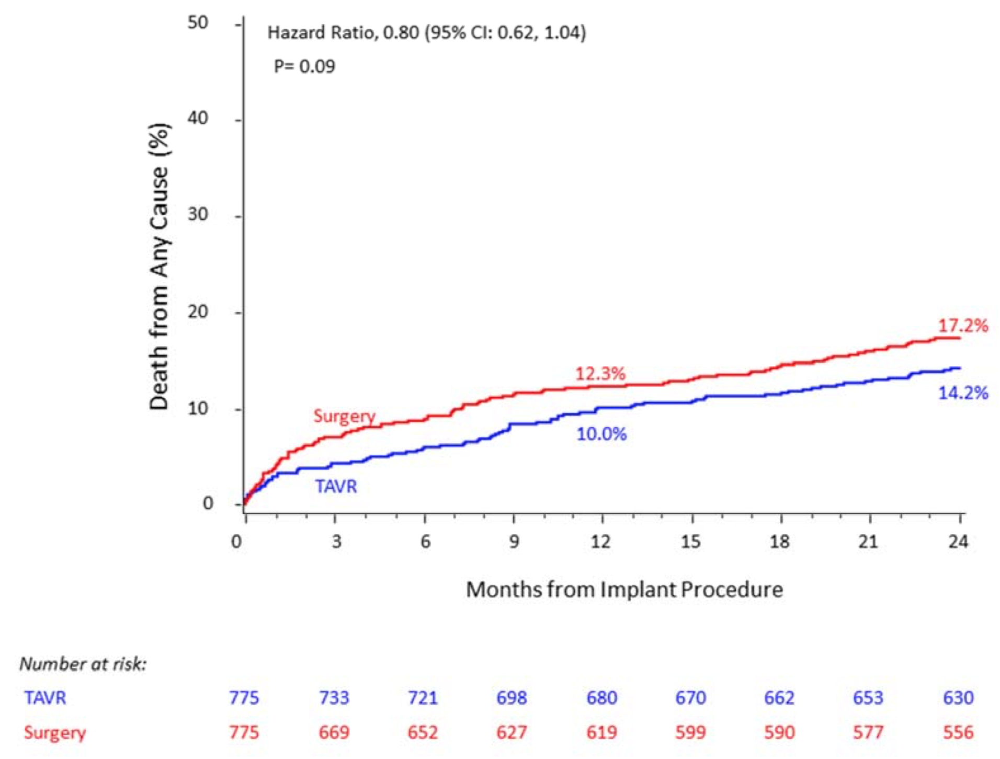 Hazard Ratio, 0.80 (95% CI: 0.62, 1.04)
P= 0.09
Death from Any Cause (%)
50
40
30
20
10
0
Surgery
TAVR
12.3%
10.0%
17.2%
14.2%
0 3 6 9 12 15 18 21 24
Months from Implant Procedure
Number at risk:
TAVR 775 733 721 698 680 670 662 653 630
Surgery 775 669 652 627 619 599 590 577 556